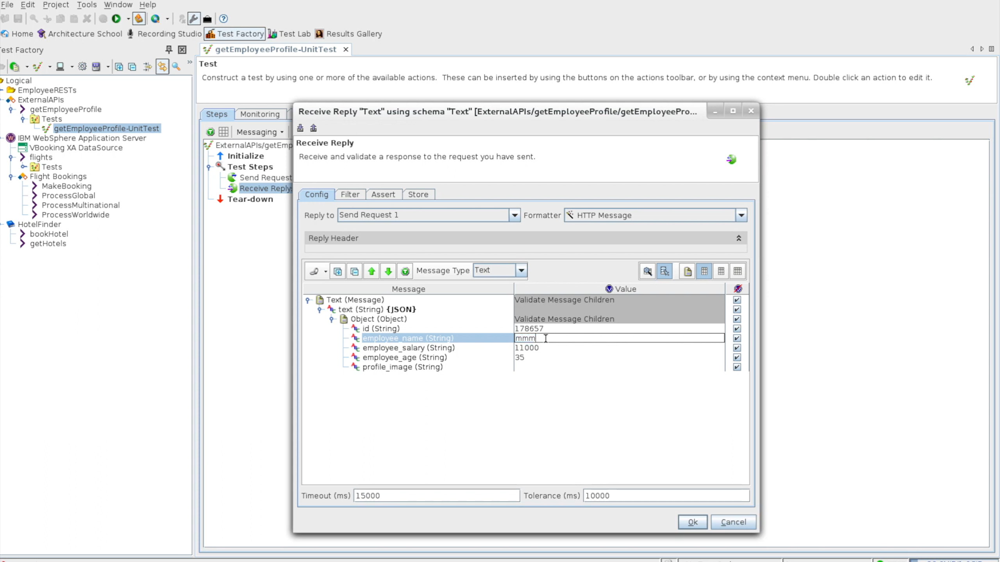 File Edit Project Tools Window Help
Home Architecture School Recording Studio Test Factory Test Lab Results Gallery
est Factory
Logical
EmployeeRESTs
ExternalAPIs
getEmployeeProfile
Tests
getEmployeeProfile-UnitTest
IBM WebSphere Application Server
VBooking XA DataSource
flights
Tests
Flight Bookings
MakeBooking
ProcessGlobal
ProcessMultinational
ProcessWorldwide
HotelFinder
bookHotel
getHotels
getEmployeeProfile-UnitTest
Test
Construct a test by using one or more of the available actions. These can be inserted by using the buttons on the actions toolbar, or by using the context menu. Double click an action to edit it.
Steps Monitoring
Messaging
ExternalAPIs/getEmp
Initialize
Test Steps
Send Request
Receive Reply
Tear-down
Receive Reply "Text" using schema "Text" [ExternalAPIs/getEmployeeProfile/getEmployeePro...
Receive Reply
Receive and validate a response to the request you have sent.
Config Filter Assert Store
Reply to Send Request 1 Formatter HTTP Message
Reply Header
Message Type Text
Message Value
Text (Message) Validate Message Children
text (String) {JSON}
Object (Object) Validate Message Children
id (String) 178657
employee_name (String) mmm
employee_salary (String) 11000
employee_age (String) 35
profile_image (String)
Timeout (ms) 15000 Tolerance (ms) 10000
Ok Cancel